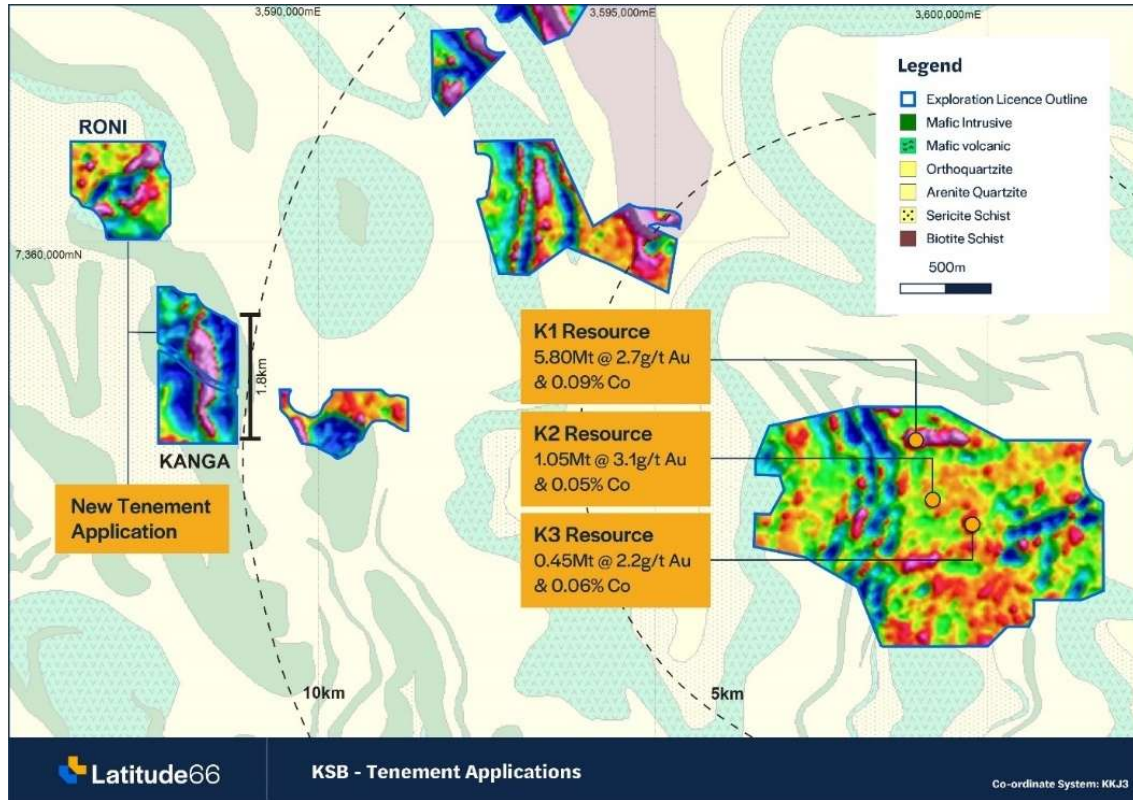 3,590,000mE
3,595,000mE
3,600,000mE
Legend
Exploration Licence Outline
Mafic Intrusive
Mafic volcanic
Orthoquartzite
Arenite Quartzite
Sericite Schist
Biotite Schist
500m
RONI
7,360,000mN
1.8km
KANGA
New Tenement
Application
K1 Resource
5.80Mt @ 2.7g/t Au
& 0.09% Co
K2 Resource
1.05Mt @ 3.1g/t Au
& 0.05% Co
K3 Resource
0.45Mt @ 2.2g/t Au
& 0.06% Co
10km
5km
Latitude66
KSB - Tenement Applications
Co-ordinate System: KKJ3